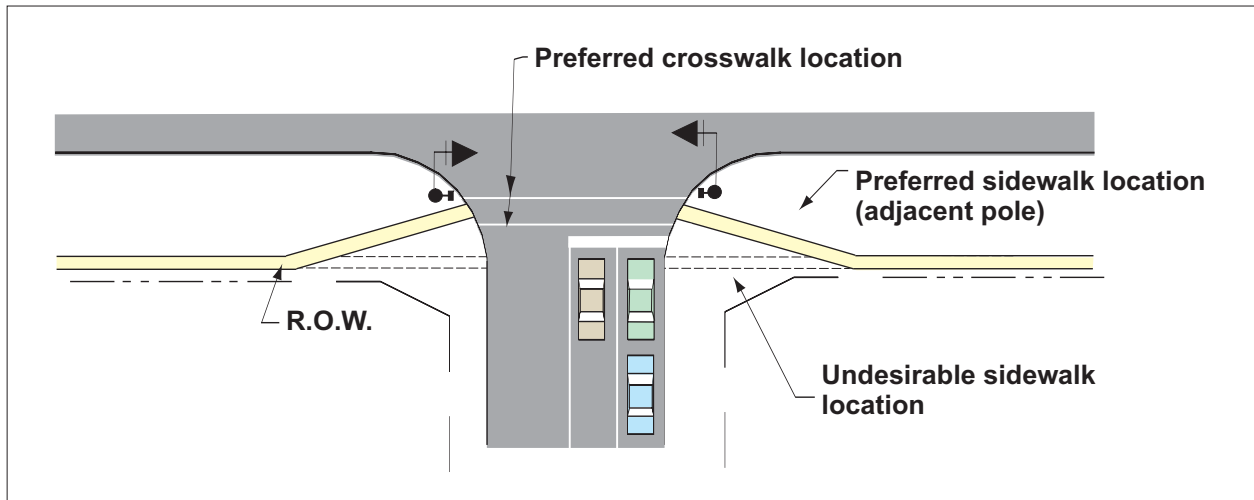 Preferred crosswalk location
Preferred sidewalk location
(adjacent pole)
R.O.W.
Undesirable sidewalk
location